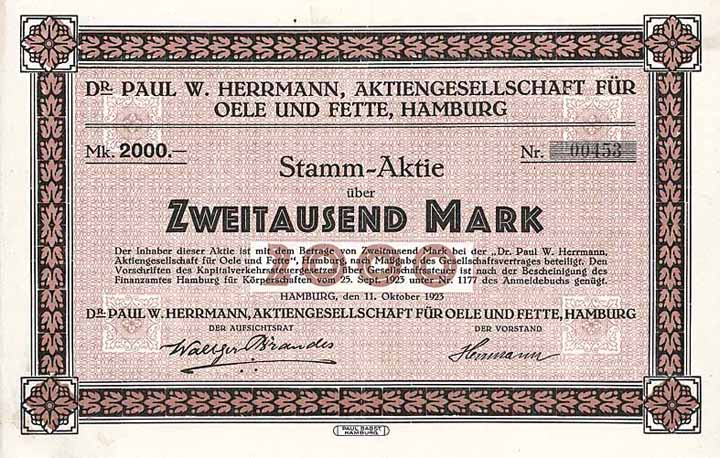 DR. PAUL W. HERRMANN, AKTIENGESELLSCHAFT FÜR
OELE UND FETTE, HAMBURG
Mk. 2000.— Nr. 00453
Stamm-Aktie
über
ZWEITAUSEND MARK
1000
Der Inhaber dieser Aktie ist mit dem Betrage von Zweitausend Mark bei der „Dr. Paul W. Herrmann,
Aktiengesellschaft für Oele und Fette", Hamburg, nach Maßgabe des Gesellschaftsvertrages beteiligt. Den
Vorschriften des Kapitalverkehrssteuergesetzes über Gesellschaftsteuer ist nach der Bescheinigung des
Finanzamtes Hamburg für Körperschaften vom 25. Sept. 1923 unter Nr. 1177 des Anmeldebuchs genügt.
HAMBURG, den 11. Oktober 1923
DR. PAUL W. HERRMANN, AKTIENGESELLSCHAFT FÜR OELE UND FETTE, HAMBURG
DER AUFSICHTSRAT DER VORSTAND
Brandes Herrmann
PAUL BABST
HAMBURG